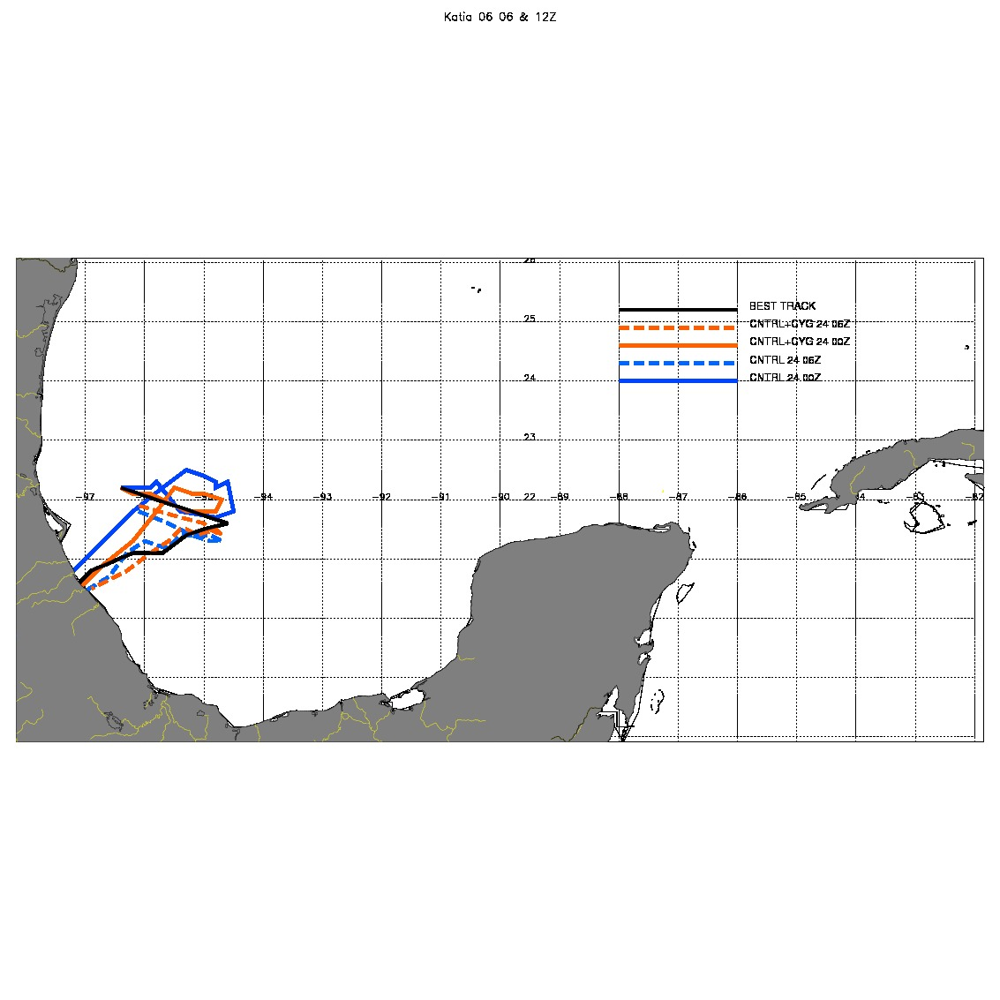 Katia 06 06 & 12Z
26
25
BEST TRACK
CNTRL+CYG 24 06Z
CNTRL+CYG 24 00Z
CNTRL 24 06Z
24
CNTRL 24 00Z
23
-97 -95 -94 -93 -92 -91 -90 22 -88 -87 -86 -85 -84 -83 -82